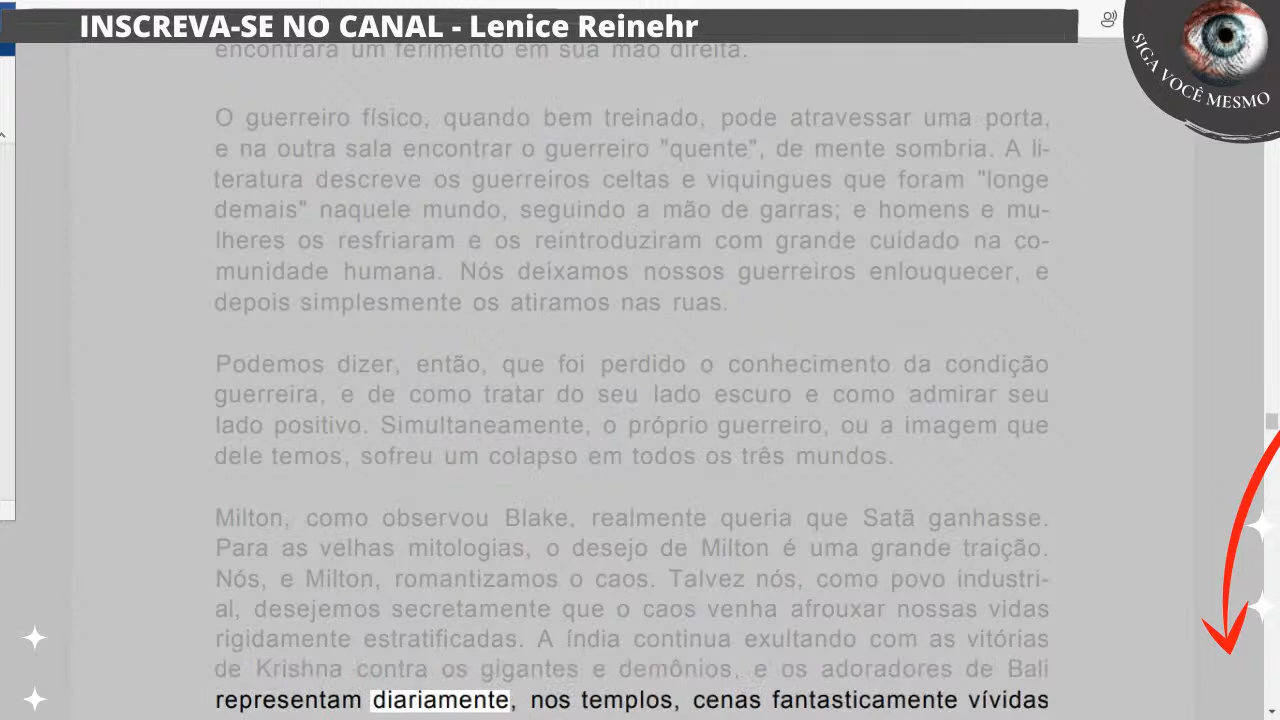 INSCREVA-SE NO CANAL - Lenice Reinehr
SIGA VOCÊ MESMO
encontrará um ferimento em sua mão direita.
O guerreiro físico, quando bem treinado, pode atravessar uma porta,
e na outra sala encontrar o guerreiro "quente", de mente sombria. A li-
teratura descreve os guerreiros celtas e viquingues que foram "longe
demais" naquele mundo, seguindo a mão de garras; e homens e mu-
lheres os resfriaram e os reintroduziram com grande cuidado na co-
munidade humana. Nós deixamos nossos guerreiros enlouquecer, e
depois simplesmente os atiramos nas ruas.
Podemos dizer, então, que foi perdido o conhecimento da condição
guerreira, e de como tratar do seu lado escuro e como admirar seu
lado positivo. Simultaneamente, o próprio guerreiro, ou a imagem que
dele temos, sofreu um colapso em todos os três mundos.
Milton, como observou Blake, realmente queria que Satã ganhasse.
Para as velhas mitologias, o desejo de Milton é uma grande traição.
Nós, e Milton, romantizamos o caos. Talvez nós, como povo industri-
al, desejemos secretamente que o caos venha afrouxar nossas vidas
rigidamente estratificadas. A índia continua exultando com as vitórias
de Krishna contra os gigantes e demônios, e os adoradores de Bali
representam diariamente, nos templos, cenas fantasticamente vívidas